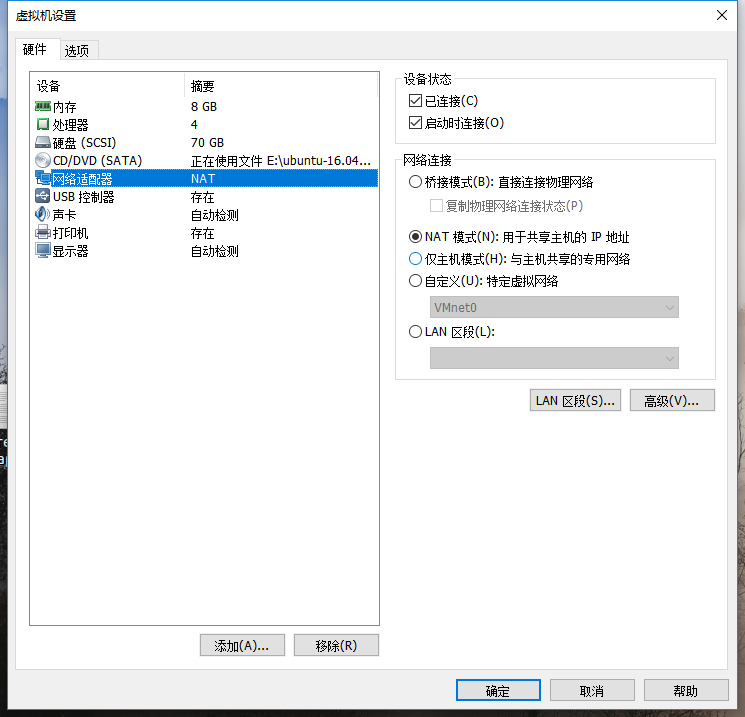 虚拟机设置
硬件 选项
设备 摘要
内存 8 GB
处理器 4
硬盘 (SCSI) 70 GB
CD/DVD (SATA) 正在使用文件 E:\ubuntu-16.04...
网络适配器 NAT
USB 控制器 存在
声卡 自动检测
打印机 存在
显示器 自动检测
添加(A)... 移除(R)
设备状态
已连接(C)
启动时连接(O)
网络连接
桥接模式(B): 直接连接物理网络
复制物理网络连接状态(P)
NAT 模式(N): 用于共享主机的 IP 地址
仅主机模式(H): 与主机共享的专用网络
自定义(U): 特定虚拟网络
VMnet0
LAN 区段(L):
LAN 区段(S)... 高级(V)...
确定 取消 帮助